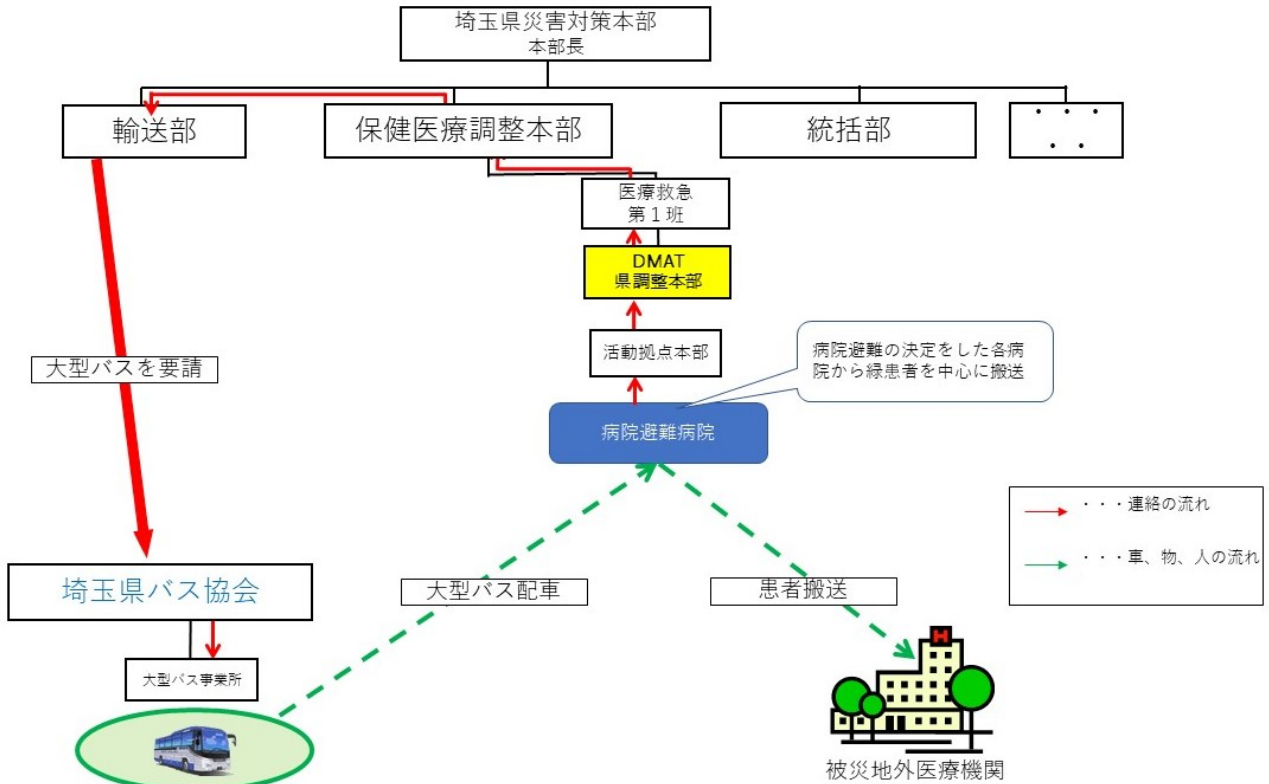 埼玉県災害対策本部
本部長
輸送部
保健医療調整本部
統括部
・・・
・・
医療救急
第１班
DMAT
県調整本部
活動拠点本部
病院避難の決定をした各病
院から緑患者を中心に搬送
大型バスを要請
病院避難病院
・・・連絡の流れ
・・・車、物、人の流れ
埼玉県バス協会
大型バス配車
患者搬送
大型バス事業所
H
被災地外医療機関